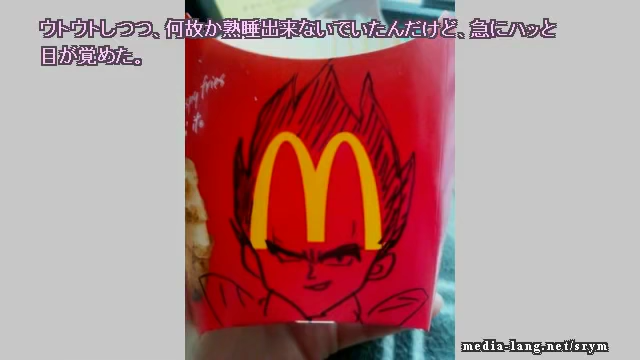 ウトウトしつつ、何故か熟睡出来ないでいたんだけど、急にハッと
目が覚めた。
fries
M
media-lang.net/srym